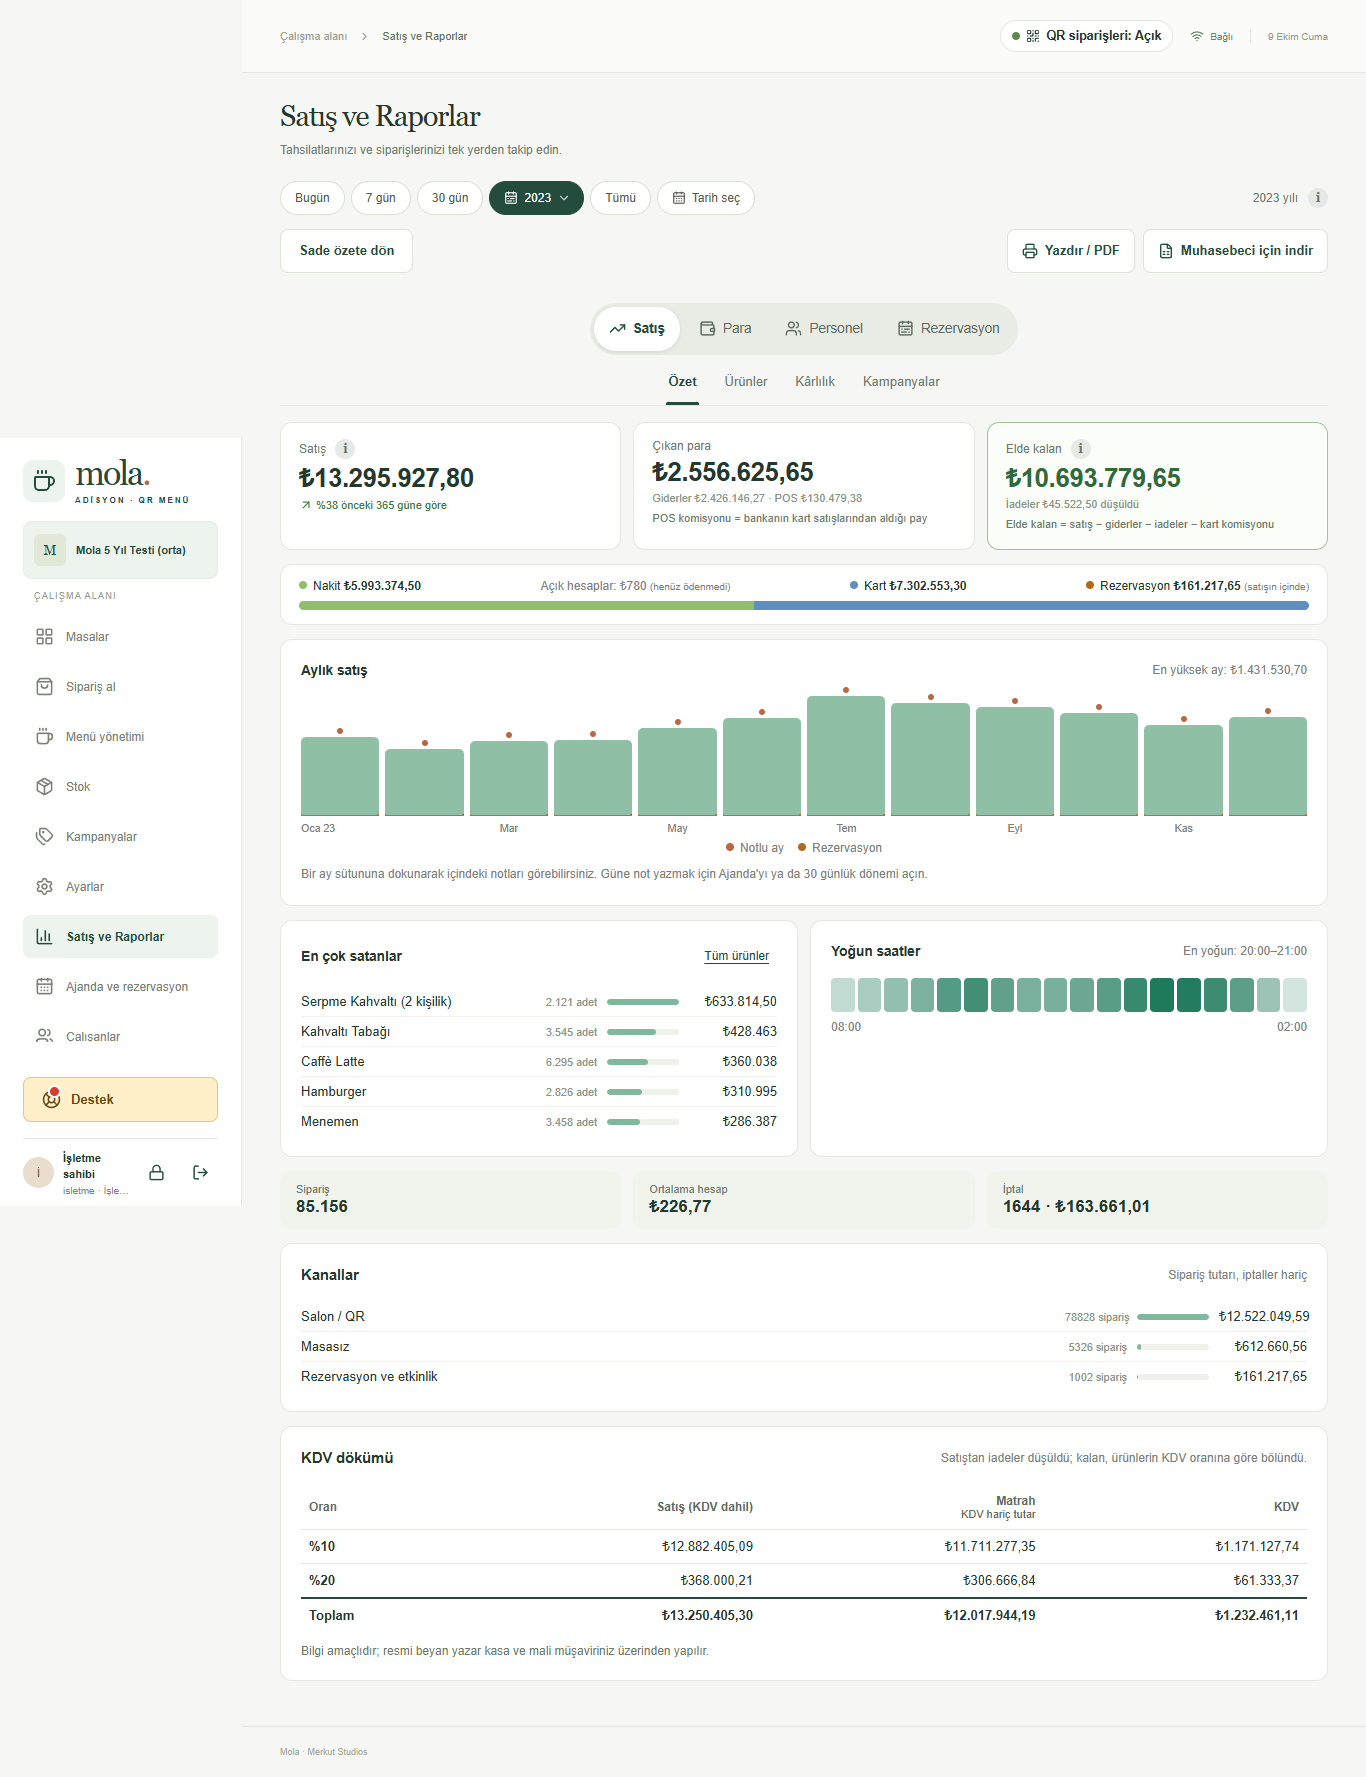 Çalışma alanı > Satış ve Raporlar
QR siparişleri: Açık
Bağlı
9 Ekim Cuma
Satış ve Raporlar
Tahsilatlarınızı ve siparişlerinizi tek yerden takip edin.
Bugün
7 gün
30 gün
2023
Tümü
Tarih seç
2023 yılı i
Sade özete dön
Yazdır / PDF
Muhasebeci için indir
Satış
Para
Personel
Rezervasyon
Özet
Ürünler
Kârlılık
Kampanyalar
mola.
ADİSYON · QR MENÜ
M Mola 5 Yıl Testi (orta)
ÇALIŞMA ALANI
Masalar
Sipariş al
Menü yönetimi
Stok
Kampanyalar
Ayarlar
Satış ve Raporlar
Ajanda ve rezervasyon
Çalışanlar
Destek
İ
İşletme
sahibi
isletme · İşle...
Satış i
₺13.295.927,80
%38 önceki 365 güne göre
Çıkan para
₺2.556.625,65
Giderler ₺2.426.146,27 · POS ₺130.479,38
POS komisyonu = bankanın kart satışlarından aldığı pay
Elde kalan i
₺10.693.779,65
İadeler ₺45.522,50 düşüldü
Elde kalan = satış − giderler − iadeler − kart komisyonu
Nakit ₺5.993.374,50
Açık hesaplar: ₺780 (henüz ödenmedi)
Kart ₺7.302.553,30
Rezervasyon ₺161.217,65 (satışın içinde)
Aylık satış
En yüksek ay: ₺1.431.530,70
Oca 23
Mar
May
Tem
Eyl
Kas
Notlu ay
Rezervasyon
Bir ay sütununa dokunarak içindeki notları görebilirsiniz. Güne not yazmak için Ajanda'yı ya da 30 günlük dönemi açın.
En çok satanlar
Tüm ürünler
Serpme Kahvaltı (2 kişilik) 2.121 adet ₺633.814,50
Kahvaltı Tabağı 3.545 adet ₺428.463
Caffè Latte 6.295 adet ₺360.038
Hamburger 2.826 adet ₺310.995
Menemen 3.458 adet ₺286.387
Yoğun saatler
En yoğun: 20:00–21:00
08:00
02:00
Sipariş
85.156
Ortalama hesap
₺226,77
İptal
1644 · ₺163.661,01
Kanallar
Sipariş tutarı, iptaller hariç
Salon / QR 78828 sipariş ₺12.522.049,59
Masasız 5326 sipariş ₺612.660,56
Rezervasyon ve etkinlik 1002 sipariş ₺161.217,65
KDV dökümü
Satıştan iadeler düşüldü; kalan, ürünlerin KDV oranına göre bölündü.
Oran
Satış (KDV dahil)
Matrah
KDV hariç tutar
KDV
%10 ₺12.882.405,09 ₺11.711.277,35 ₺1.171.127,74
%20 ₺368.000,21 ₺306.666,84 ₺61.333,37
Toplam ₺13.250.405,30 ₺12.017.944,19 ₺1.232.461,11
Bilgi amaçlıdır; resmi beyan yazar kasa ve mali müşaviriniz üzerinden yapılır.
Mola · Merkut Studios